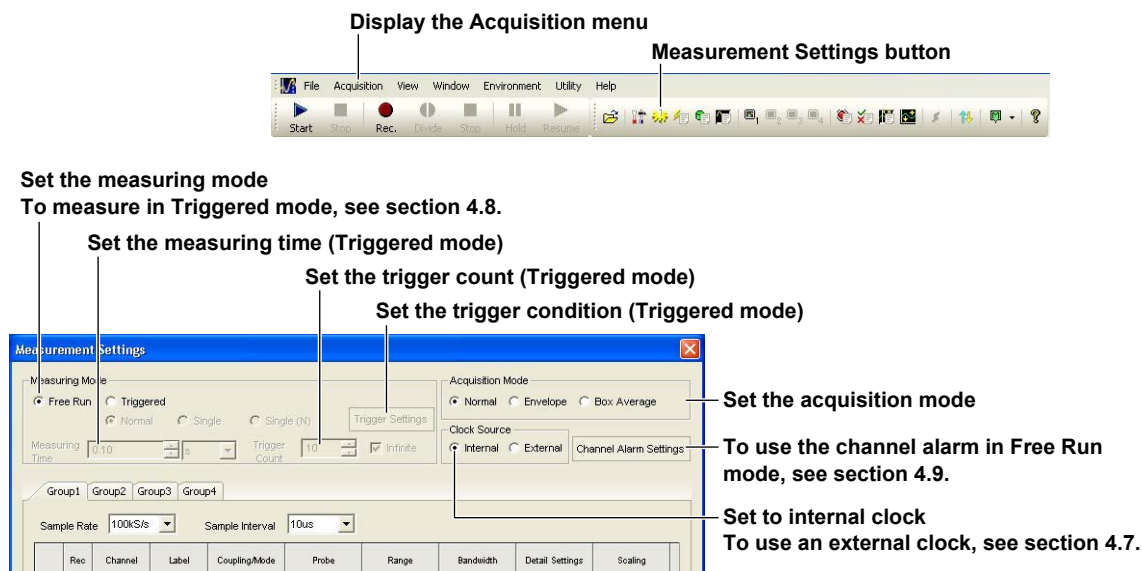 Display the Acquisition menu
Measurement Settings button
File Acquisition View Window Environment Utility Help
Start Stop Rec. Divide Stop Hold Resume
1 2 3 4
Set the measuring mode
To measure in Triggered mode, see section 4.8.
Set the measuring time (Triggered mode)
Set the trigger count (Triggered mode)
Set the trigger condition (Triggered mode)
Measurement Settings
Measuring Mode
Free Run Triggered
Normal Single Single (N) Trigger Settings
Measuring Time 0.10 s Trigger Count 10 Infinite
Acquisition Mode
Normal Envelope Box Average
Set the acquisition mode
Clock Source
Internal External Channel Alarm Settings
To use the channel alarm in Free Run
mode, see section 4.9.
Group1 Group2 Group3 Group4
Sample Rate 100kS/s Sample Interval 10us
Set to internal clock
To use an external clock, see section 4.7.
Rec Channel Label Coupling/Mode Probe Range Bandwidth Detail Settings Scaling